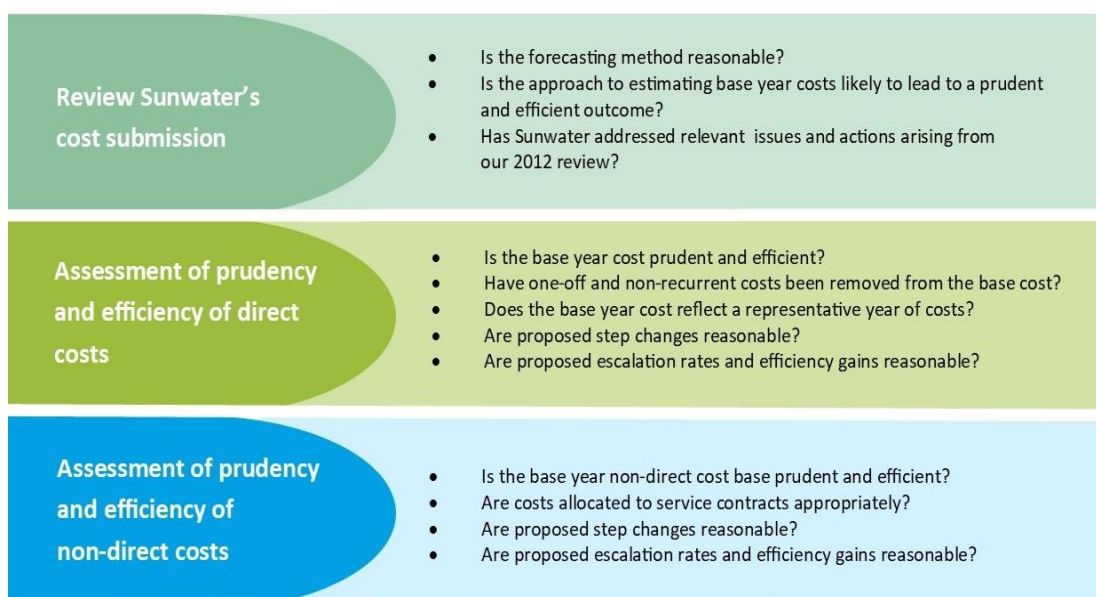 Review Sunwater's
cost submission
• Is the forecasting method reasonable?
• Is the approach to estimating base year costs likely to lead to a prudent
and efficient outcome?
• Has Sunwater addressed relevant issues and actions arising from
our 2012 review?
Assessment of prudency
and efficiency of direct
costs
• Is the base year cost prudent and efficient?
• Have one-off and non-recurrent costs been removed from the base cost?
• Does the base year cost reflect a representative year of costs?
• Are proposed step changes reasonable?
• Are proposed escalation rates and efficiency gains reasonable?
Assessment of prudency
and efficiency of
non-direct costs
• Is the base year non-direct cost base prudent and efficient?
• Are costs allocated to service contracts appropriately?
• Are proposed step changes reasonable?
• Are proposed escalation rates and efficiency gains reasonable?